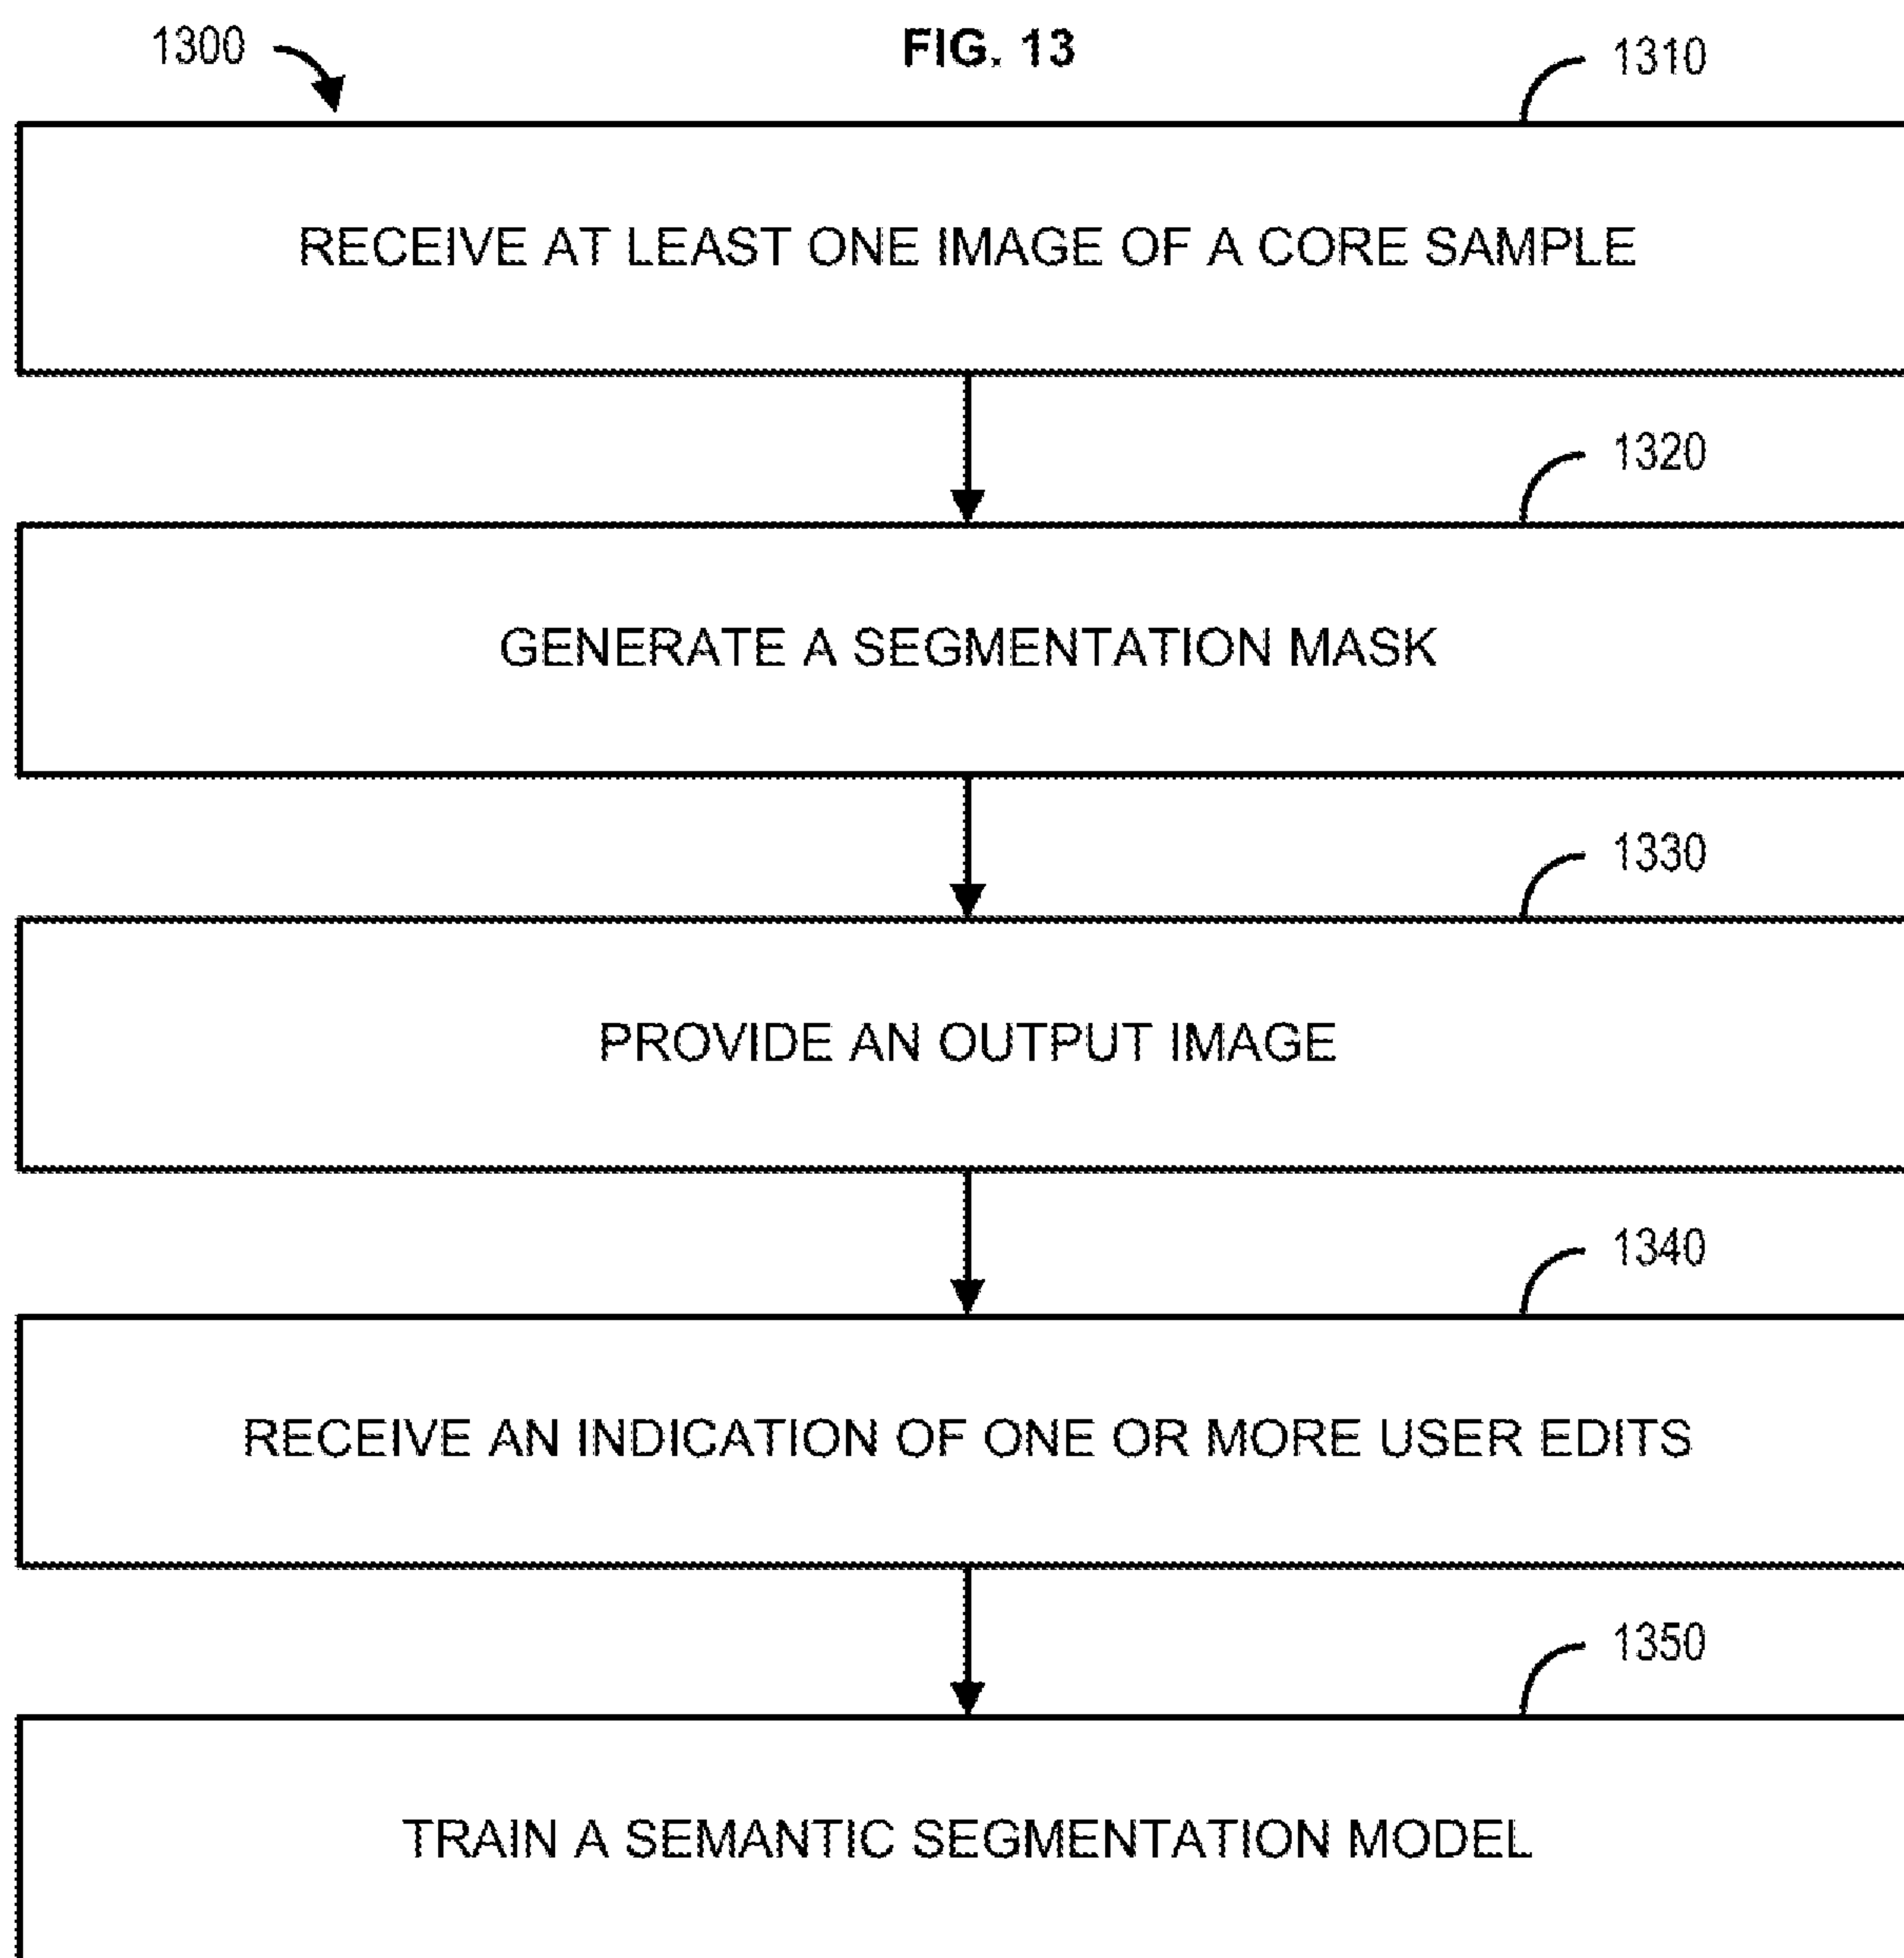 1300
FIG. 13
1310
RECEIVE AT LEAST ONE IMAGE OF A CORE SAMPLE
1320
GENERATE A SEGMENTATION MASK
1330
PROVIDE AN OUTPUT IMAGE
1340
RECEIVE AN INDICATION OF ONE OR MORE USER EDITS
1350
TRAIN A SEMANTIC SEGMENTATION MODEL